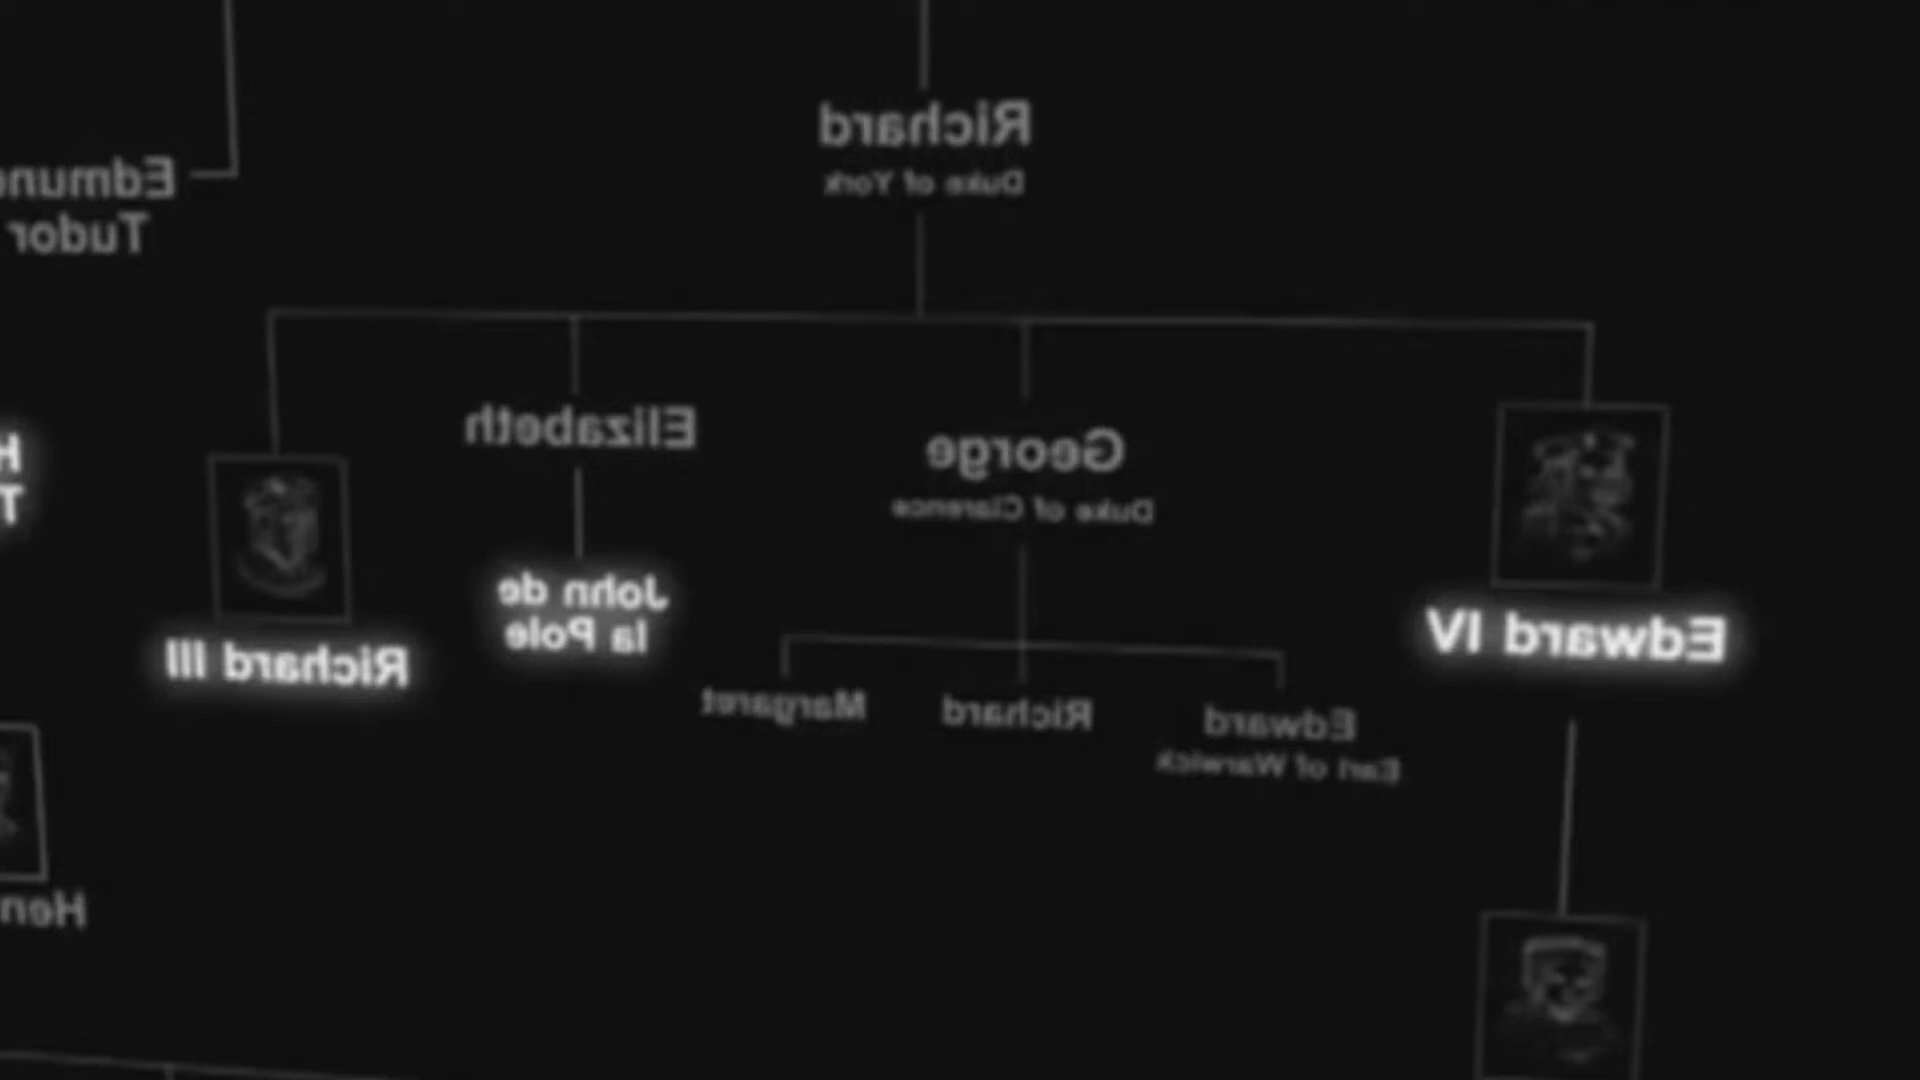 Richard
Duke of York
Tudor
Elizabeth
George
Duke of Clarence
John de
la Pole
Edward IV
Richard III
Margaret
Richard
Edward
Earl of Warwick